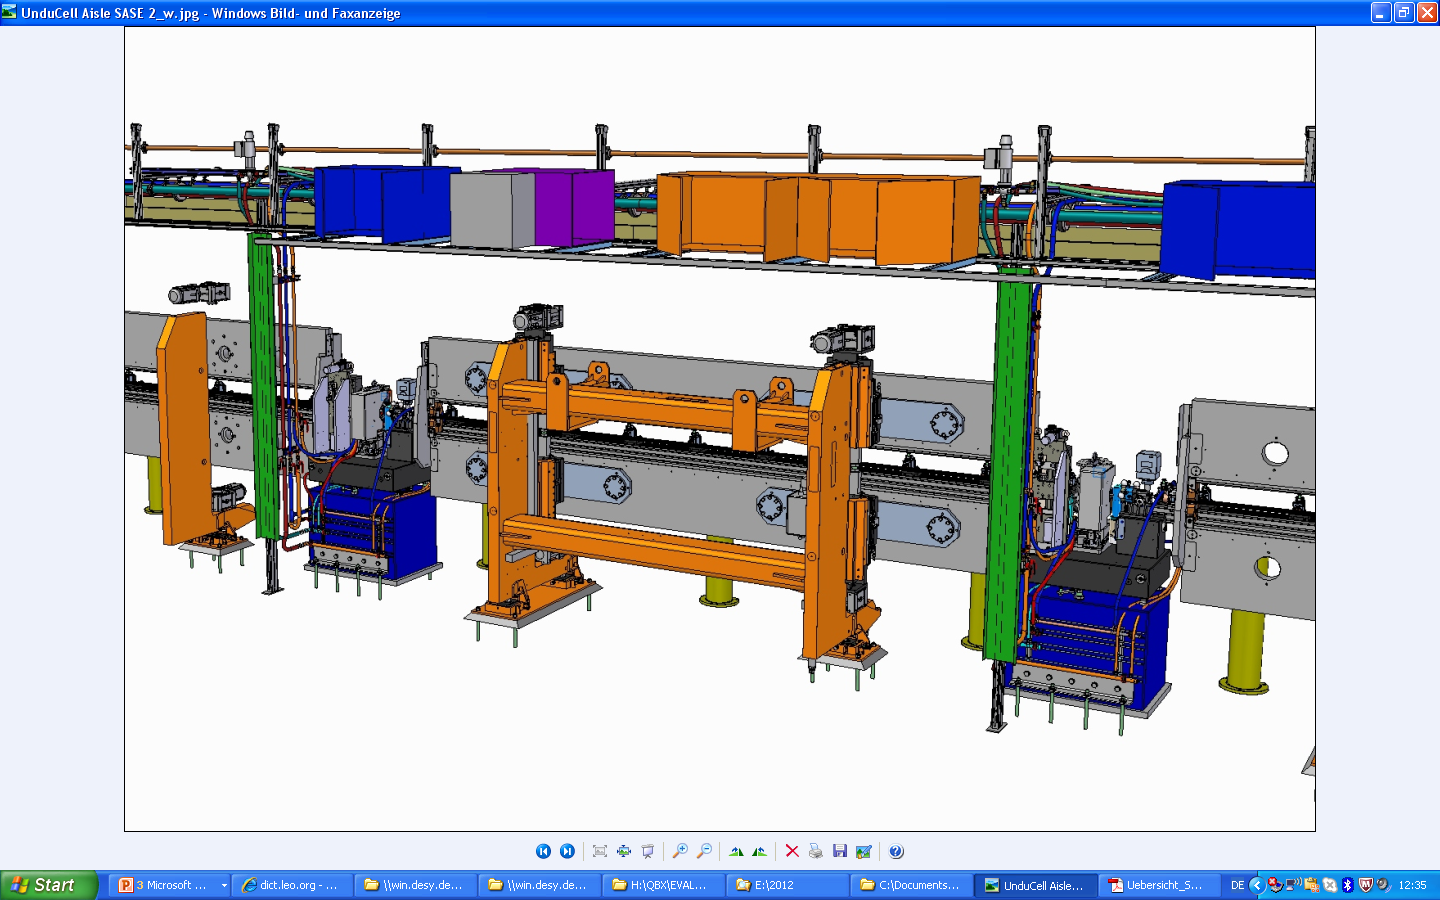 UnduCell Aisle SASE 2_w.jpg - Windows Bild- und Faxanzeige
Start
3 Microsoft ...
dict.leo.org - ...
\\win.desy.de...
\\win.desy.de...
H:\QBX\EVAL...
E:\2012
C:\Documents...
UnduCell Aisle...
Uebersicht_S...
DE
12:35